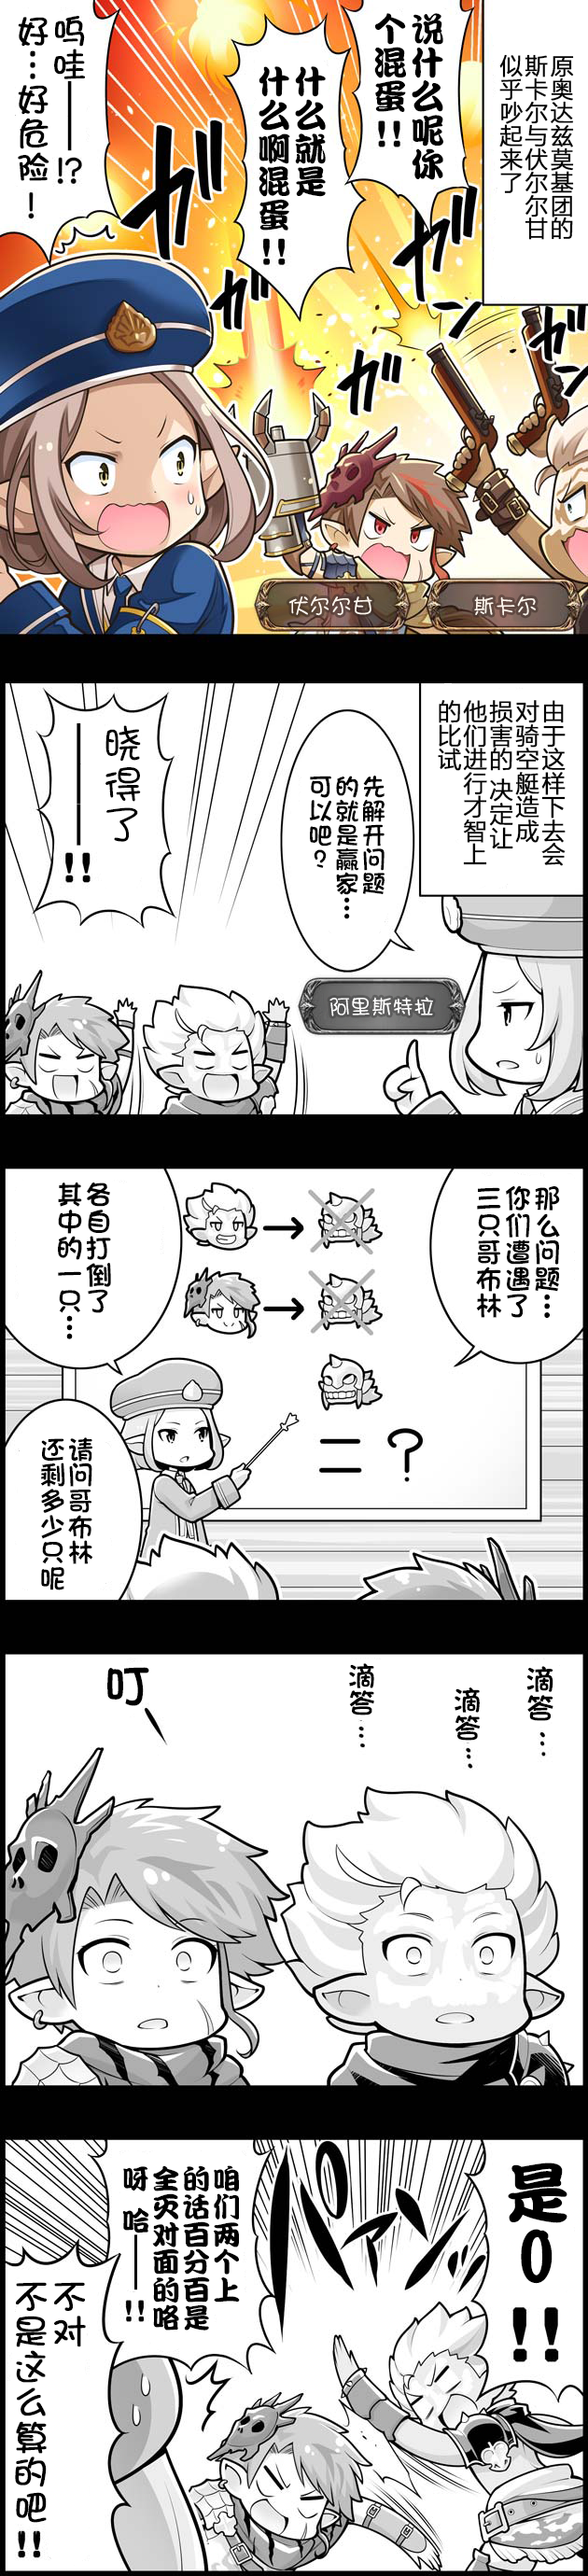 原奥达兹莫基团的
斯卡尔与伏尔尔甘
似乎吵起来了
说什么呢你
个混蛋!!
什么就是
什么啊混蛋!!
呜哇——!?
好…好危险!
ガン
ガン
ガガ
伏尔尔甘
斯卡尔
由于这样下去会
对骑空艇造成
损害的 决定让
他们进行才智上
的比试
先解开问题
的就是赢家…
可以吧?
晓得了
——!!
阿里斯特拉
那么问题…
你们遭遇了
三只哥布林
各自打倒了
其中的一只…
→
→
=?
请问哥布林
还剩多少只呢
滴答…
滴答…
滴答…
叮
是0!!
パァン
咱们两个上
的话百分百是
全灭对面的咯
呀 哈——!!
不对
不是这么算的吧!!